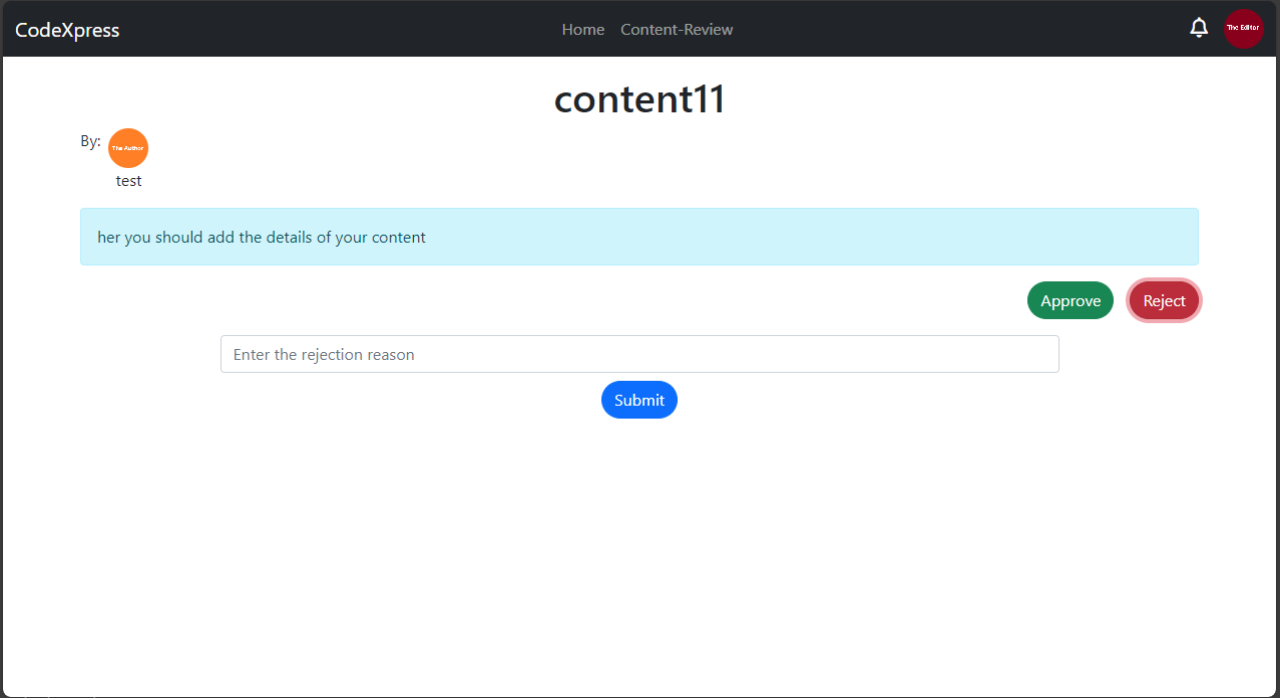 CodeXpress Home Content-Review The Editor
content11
By: The Author
test
her you should add the details of your content
Approve Reject
Enter the rejection reason
Submit